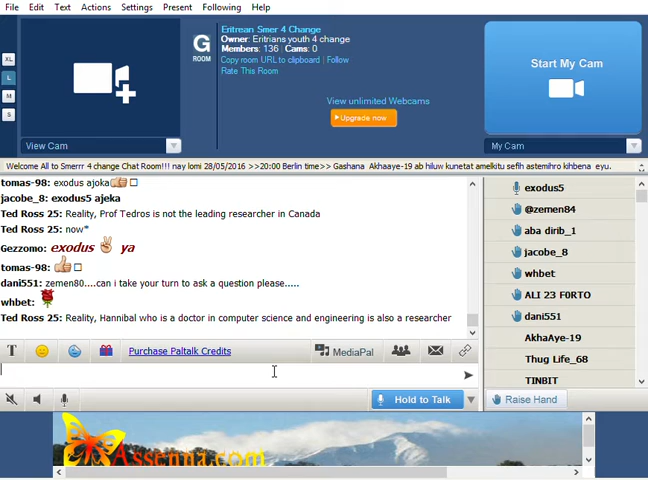 File Edit Text Actions Settings Present Following Help
XL
L
M
S
View Cam
G
ROOM
Eritrean Smer 4 Change
Owner: Eritrians youth 4 change
Members: 136 | Cams: 0
Copy room URL to clipboard | Follow
Rate This Room
View unlimited Webcams
Upgrade now
Start My Cam
My Cam
Welcome All to Smerrr 4 change Chat Room!!! nay lomi 28/05/2016 >>20:00 Berlin time>> Gashana Akhaaye-19 ab hiluw kunetat amelkitu sefih astemihro kihbena eyu.
tomas-98: exodus ajoka
jacobe_8: exodus5 ajeka
Ted Ross 25: Reality, Prof Tedros is not the leading researcher in Canada
Ted Ross 25: now*
Gezzomo: exodus ya
tomas-98:
dani551: zemen80....can i take your turn to ask a question please.....
whbet:
Ted Ross 25: Reality, Hannibal who is a doctor in computer science and engineering is also a researcher
exodus5
@zemen84
aba dirib_1
jacobe_8
whbet
ALI 23 F0RTO
dani551
AkhaAye-19
Thug Life_68
TINBIT
T Purchase Paltalk Credits MediaPal
Hold to Talk
Raise Hand
Assenna.com